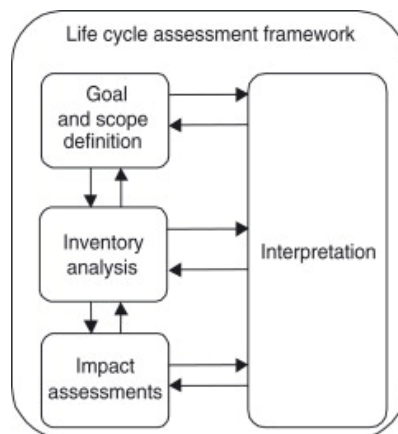 Life cycle assessment framework
Goal
and scope
definition
Inventory
analysis
Interpretation
Impact
assessments